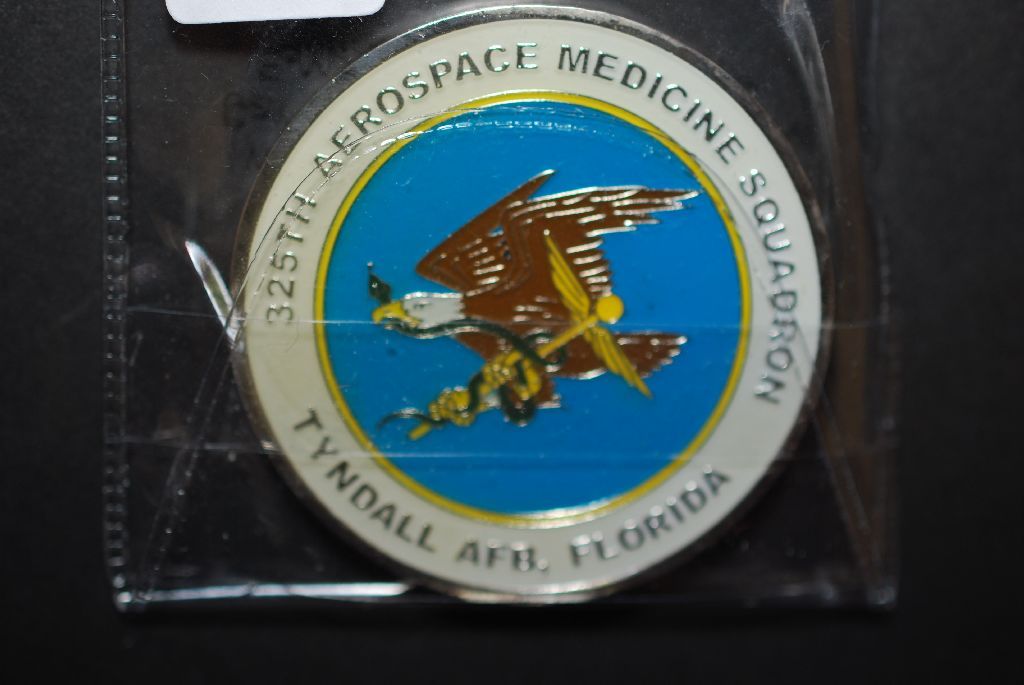 325TH AEROSPACE MEDICINE SQUADRON
TYNDALL AFB, FLORIDA